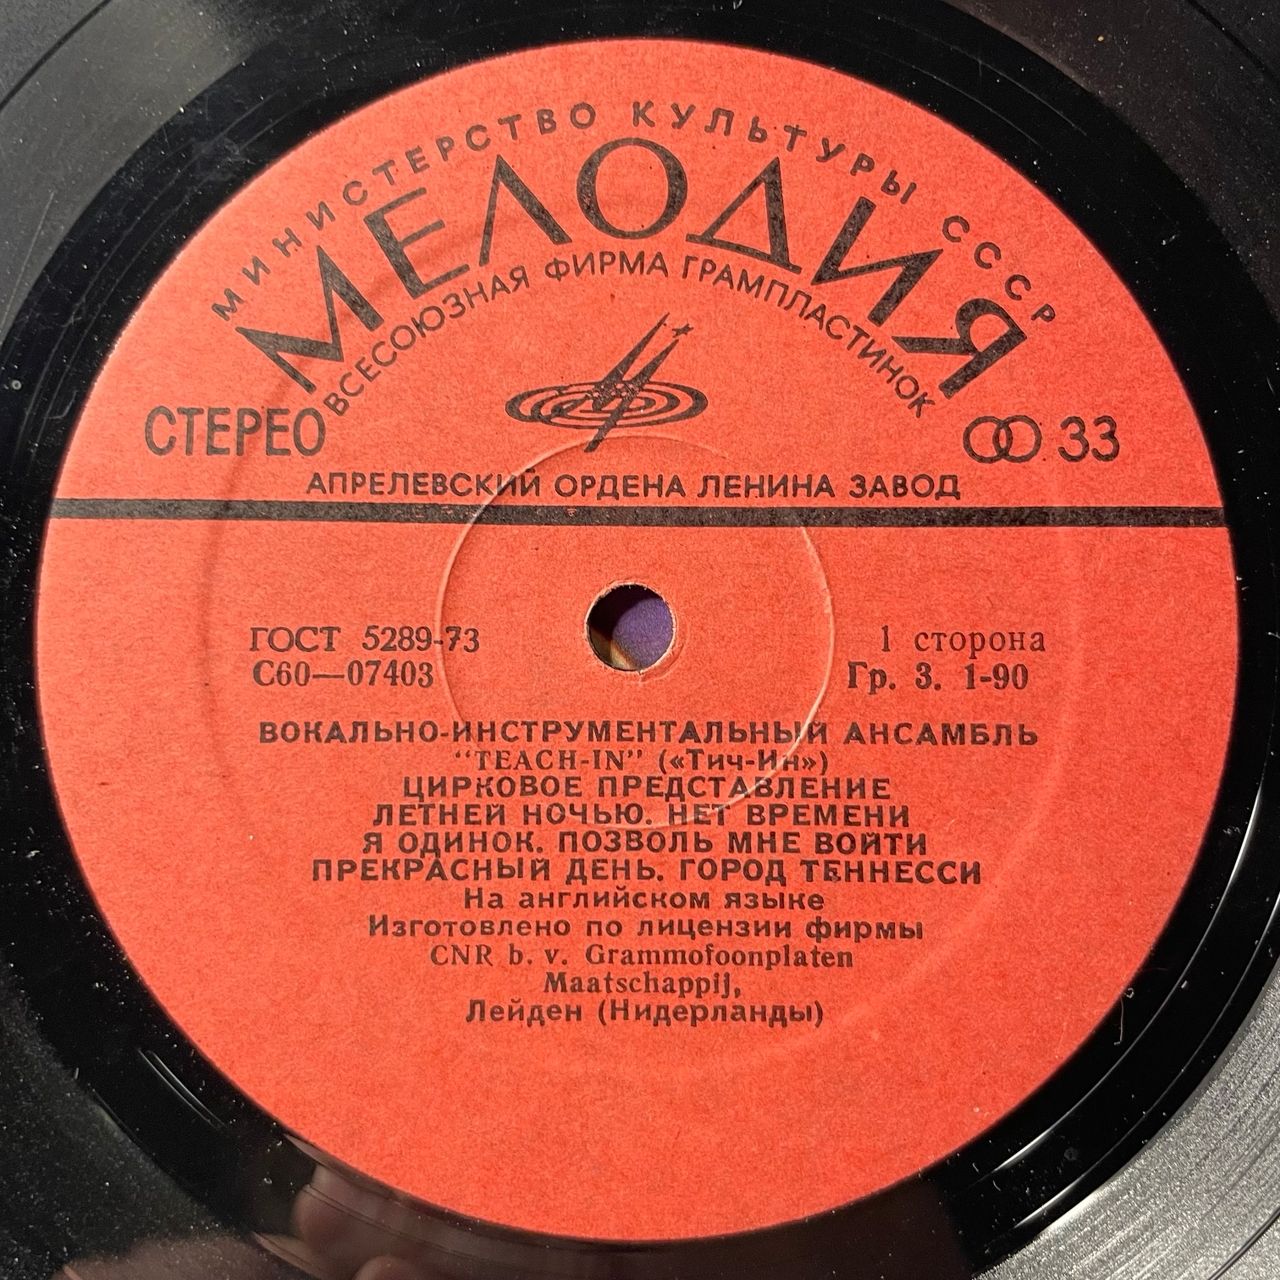 МИНИСТЕРСТВО КУЛЬТУРЫ СССР
МЕЛОДИЯ
ВСЕСОЮЗНАЯ ФИРМА ГРАМПЛАСТИНОК
СТЕРЕО
33
АПРЕЛЕВСКИЙ ОРДЕНА ЛЕНИНА ЗАВОД
ГОСТ 5289-73
1 сторона
С60—07403
Гр. 3. 1-90
ВОКАЛЬНО-ИНСТРУМЕНТАЛЬНЫЙ АНСАМБЛЬ
“TEACH-IN” («Тич-Ин»)
ЦИРКОВОЕ ПРЕДСТАВЛЕНИЕ
ЛЕТНЕЙ НОЧЬЮ. НЕТ ВРЕМЕНИ
Я ОДИНОК. ПОЗВОЛЬ МНЕ ВОЙТИ
ПРЕКРАСНЫЙ ДЕНЬ. ГОРОД ТЕННЕССИ
На английском языке
Изготовлено по лицензии фирмы
CNR b. v. Grammofoonplaten
Maatschappij,
Лейден (Нидерланды)